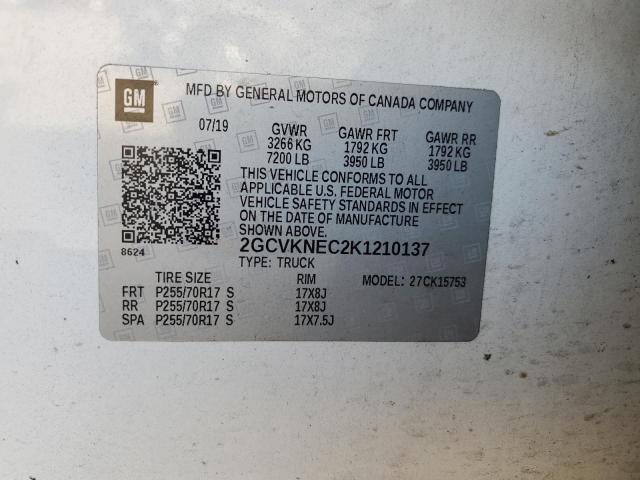 GM
MFD BY GENERAL MOTORS OF CANADA COMPANY
07/19 GVWR GAWR FRT GAWR RR
3266 KG 1792 KG 1792 KG
7200 LB 3950 LB 3950 LB
THIS VEHICLE CONFORMS TO ALL
APPLICABLE U.S. FEDERAL MOTOR
VEHICLE SAFETY STANDARDS IN EFFECT
ON THE DATE OF MANUFACTURE
SHOWN ABOVE.
8624
2GCVKNEC2K1210137
TYPE: TRUCK
TIRE SIZE RIM MODEL: 27CK15753
FRT P255/70R17 S 17X8J
RR P255/70R17 S 17X8J
SPA P255/70R17 S 17X7.5J